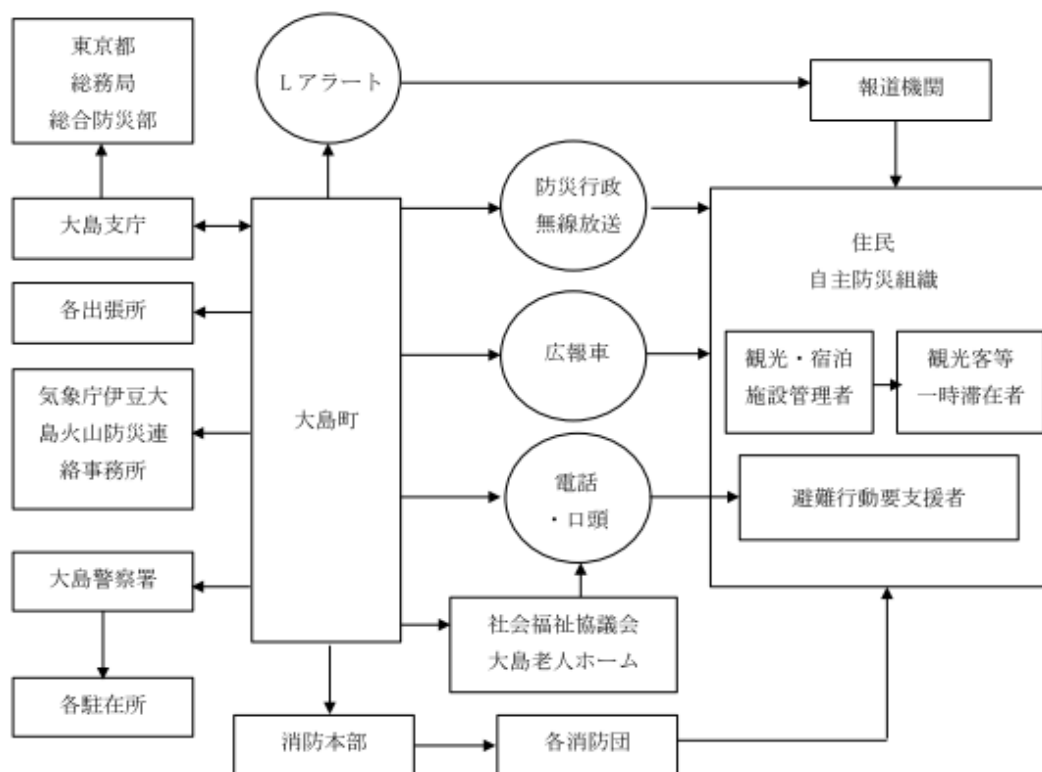 東京都
総務局
総合防災部
Lアラート
報道機関
大島支庁
防災行政
無線放送
住民
自主防災組織
各出張所
大島町
広報車
観光・宿泊
施設管理者
観光客等
一時滞在者
気象庁伊豆大
島火山防災連
絡事務所
電話
・口頭
避難行動要支援者
大島警察署
社会福祉協議会
大島老人ホーム
各駐在所
消防本部
各消防団